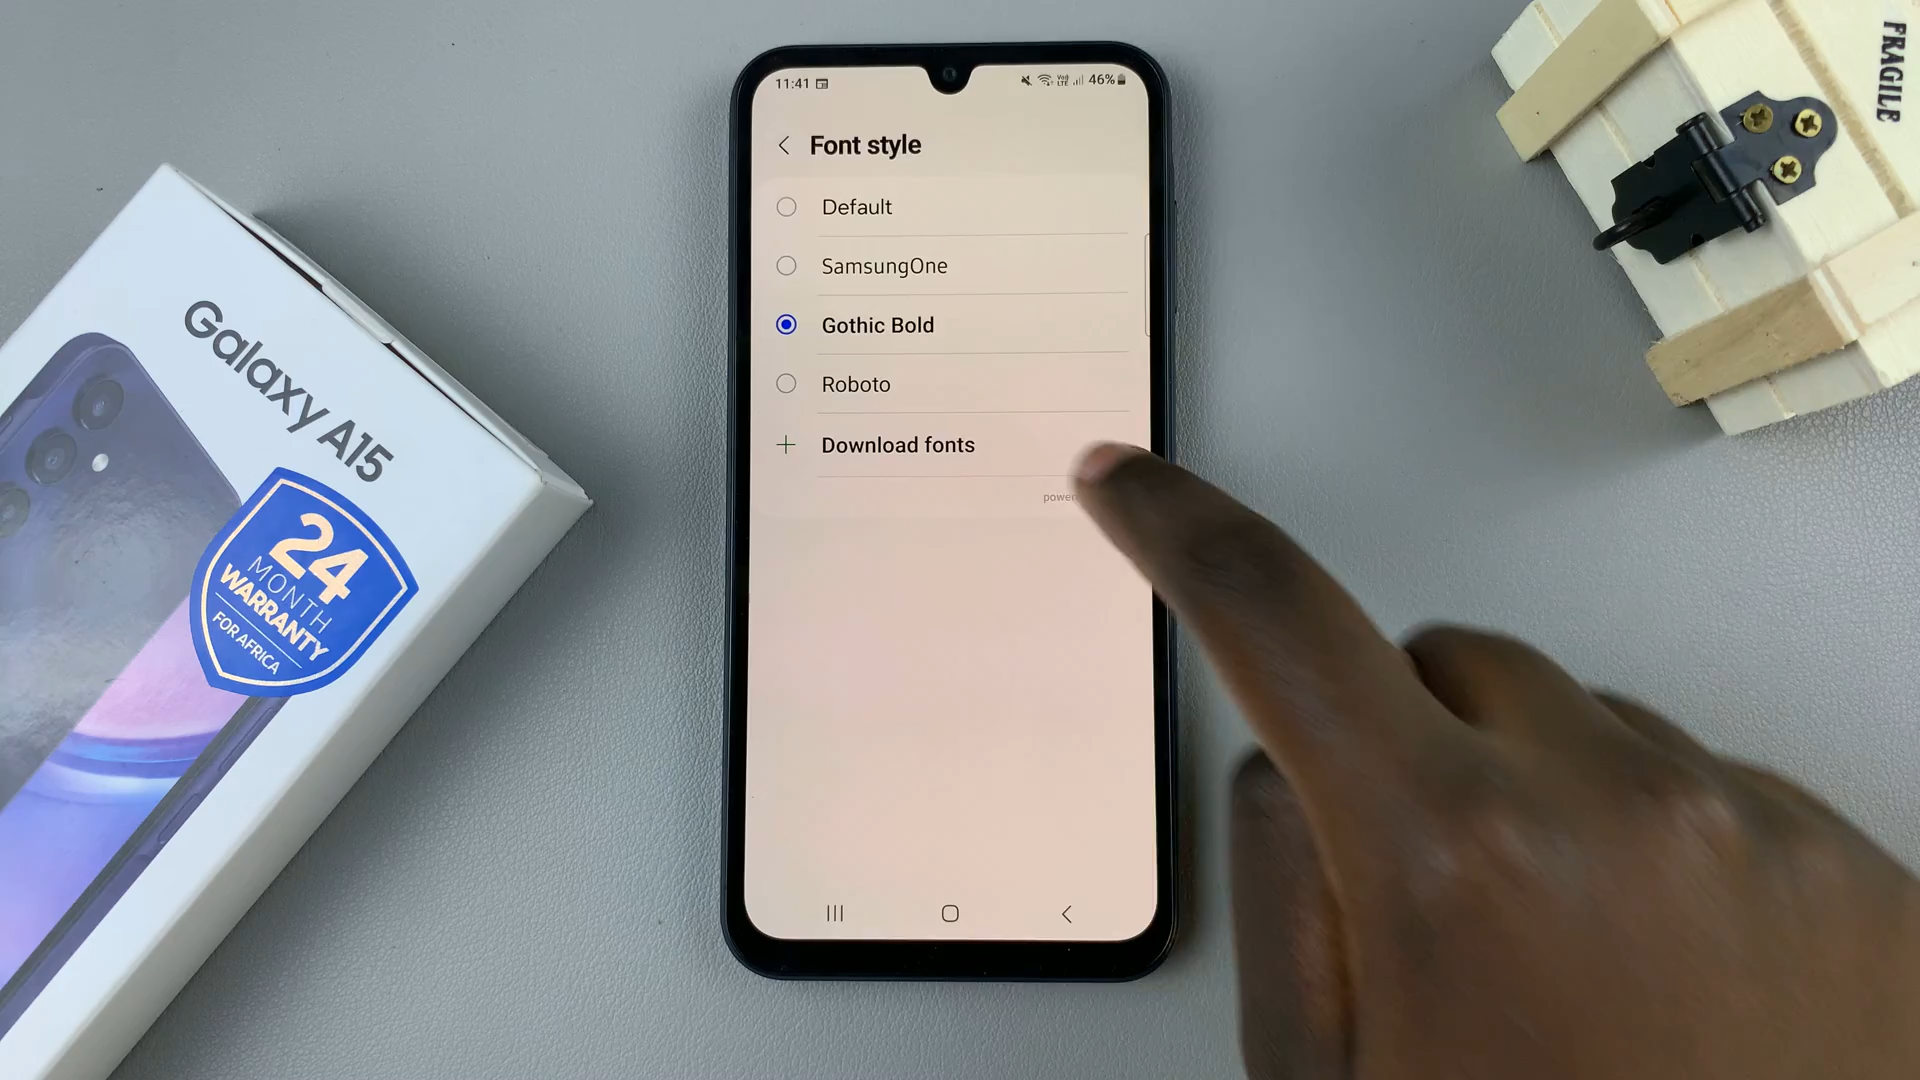 11:41
46%
Font style
Default
SamsungOne
Gothic Bold
Roboto
Download fonts
Galaxy A15
24
MONTH
WARRANTY
FOR AFRICA
FRAGILE